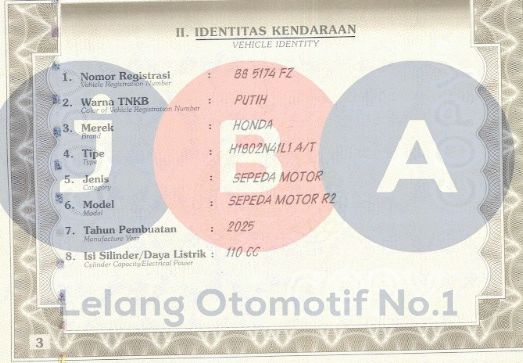 II. IDENTITAS KENDARAAN
VEHICLE IDENTITY
1. Nomor Registrasi : BB 5174 FZ
Vehicle Registration Number
2. Warna TNKB : PUTIH
Color of Vehicle Registration Number
3. Merek : HONDA
Brand
4. Tipe : H1B02N41L1 A/T
Type
5. Jenis : SEPEDA MOTOR
Category
6. Model : SEPEDA MOTOR R2
Model
7. Tahun Pembuatan : 2025
Manufacture Year
8. Isi Silinder/Daya Listrik : 110 CC
Cylinder Capacity/Electrical Power
JBA
Lelang Otomotif No.1
3
COPY